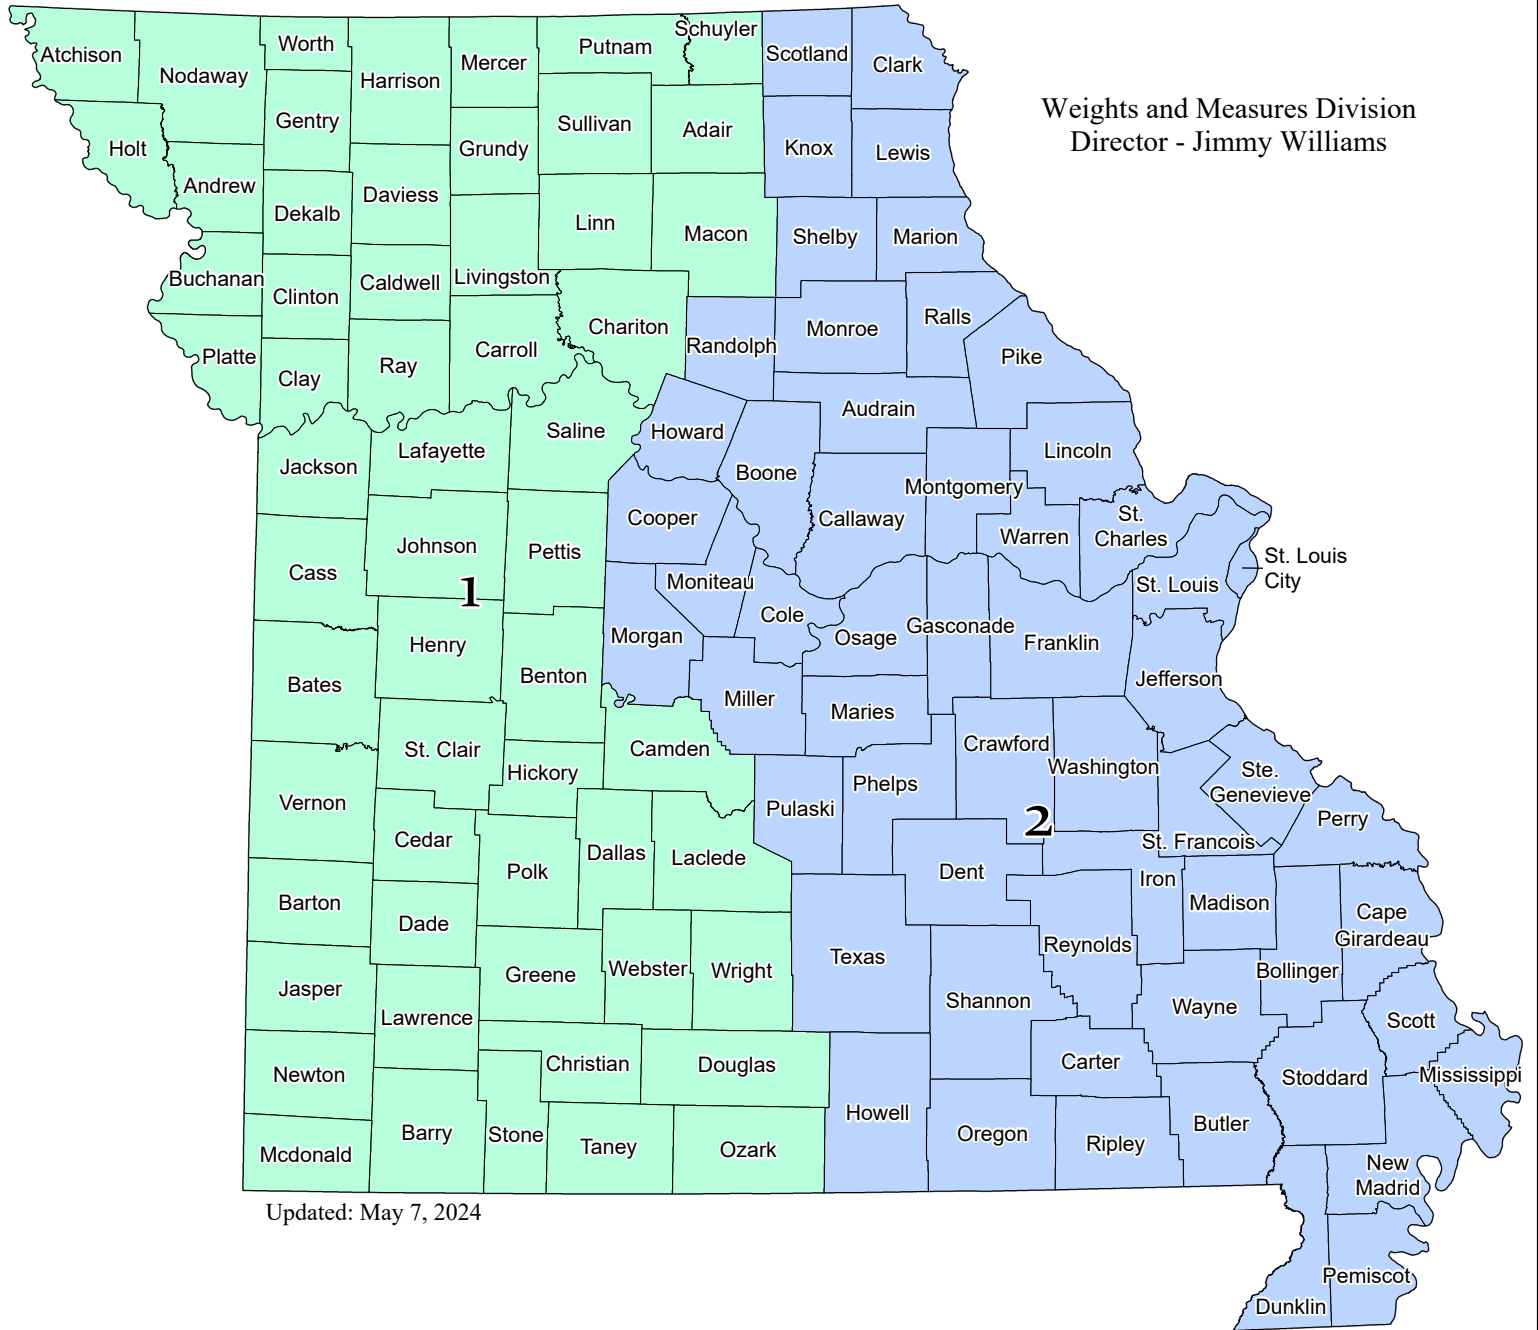 Weights and Measures Division
Director - Jimmy Williams
Atchison
Nodaway
Worth
Harrison
Mercer
Putnam
Schuyler
Scotland
Clark
Holt
Andrew
Gentry
Dekalb
Daviess
Grundy
Sullivan
Adair
Knox
Lewis
Buchanan
Clinton
Caldwell
Livingston
Linn
Macon
Shelby
Marion
Platte
Clay
Ray
Carroll
Chariton
Randolph
Monroe
Ralls
Pike
Jackson
Lafayette
Saline
Howard
Boone
Audrain
Callaway
Montgomery
Lincoln
Warren
St.
Charles
St. Louis
St. Louis
City
Cass
Johnson
1
Pettis
Cooper
Moniteau
Cole
Morgan
Osage
Gasconade
Franklin
Jefferson
Bates
Henry
Benton
Miller
Maries
Camden
St. Clair
Hickory
Vernon
Cedar
Polk
Dallas
Laclede
Pulaski
Phelps
Crawford
Washington
2
Ste.
Genevieve
Perry
St. Francois
Dent
Iron
Madison
Cape
Girardeau
Bollinger
Barton
Dade
Greene
Webster
Wright
Texas
Reynolds
Shannon
Wayne
Scott
Mississippi
Stoddard
Jasper
Lawrence
Newton
Christian
Douglas
Howell
Carter
Oregon
Ripley
Butler
Mcdonald
Barry
Stone
Taney
Ozark
New
Madrid
Pemiscot
Dunklin
Updated: May 7, 2024